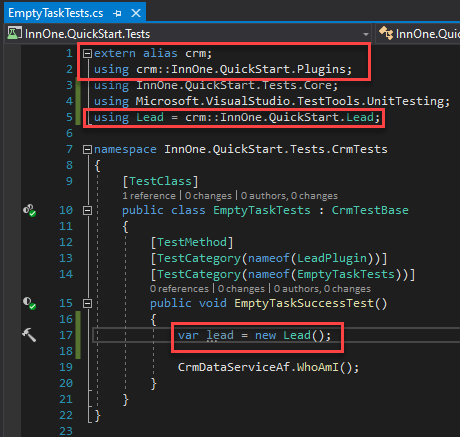 EmptyTaskTests.cs
InnOne.QuickStart.Tests
InnOne.QuickStart.
1 extern alias crm;
2 using crm::InnOne.QuickStart.Plugins;
3 using InnOne.QuickStart.Tests.Core;
4 using Microsoft.VisualStudio.TestTools.UnitTesting;
5 using Lead = crm::InnOne.QuickStart.Lead;
6
7 namespace InnOne.QuickStart.Tests.CrmTests
8 {
9 [TestClass]
1 reference | 0 changes | 0 authors, 0 changes
10 public class EmptyTaskTests : CrmTestBase
11 {
12 [TestMethod]
13 [TestCategory(nameof(LeadPlugin))]
14 [TestCategory(nameof(EmptyTaskTests))]
0 references | 0 changes | 0 authors, 0 changes
15 public void EmptyTaskSuccessTest()
16 {
17 var lead = new Lead();
18
19 CrmDataServiceAf.WhoAmI();
20 }
21 }
22 }
23